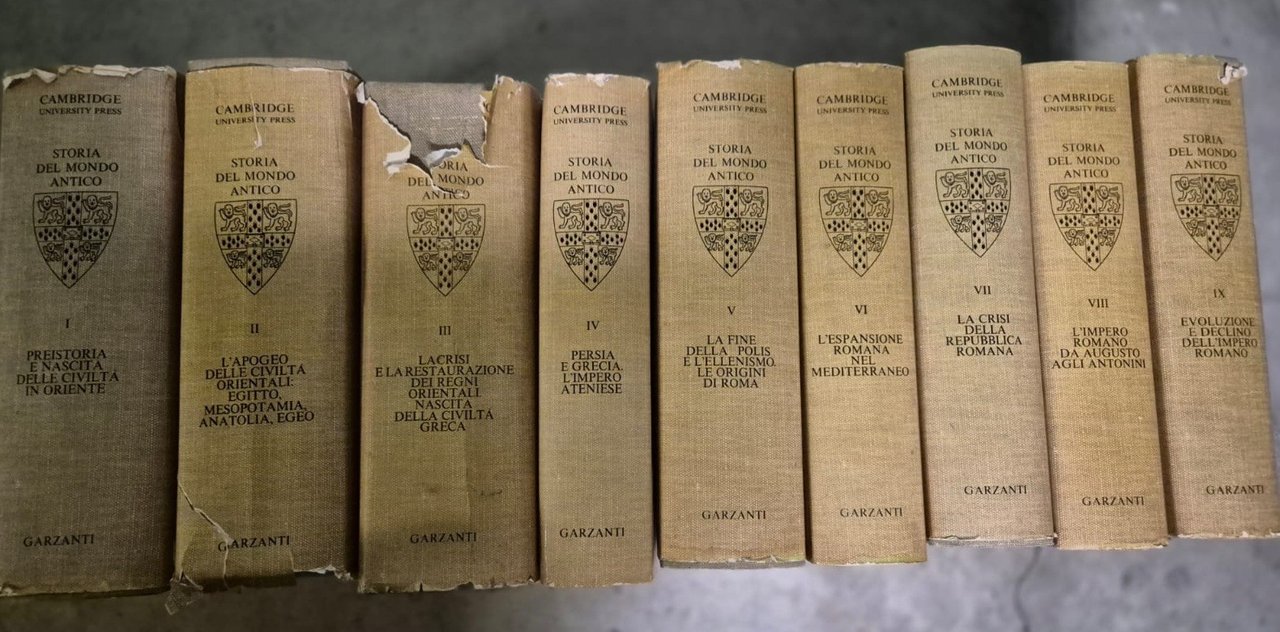 CAMBRIDGE
UNIVERSITY PRESS
STORIA
DEL MONDO
ANTICO
I
PREISTORIA
E NASCITA
DELLE CIVILTÀ
IN ORIENTE
GARZANTI
CAMBRIDGE
UNIVERSITY PRESS
STORIA
DEL MONDO
ANTICO
II
L'APOGEO
DELLE CIVILTÀ
ORIENTALI:
EGITTO,
MESOPOTAMIA,
ANATOLIA, EGEO
GARZANTI
STORIA
DEL MONDO
ANTICO
III
LA CRISI
E LA RESTAURAZIONE
DEI REGNI
ORIENTALI.
NASCITA
DELLA CIVILTÀ
GRECA
GARZANTI
CAMBRIDGE
UNIVERSITY PRESS
STORIA
DEL MONDO
ANTICO
IV
PERSIA
E GRECIA.
L'IMPERO
ATENIESE
GARZANTI
CAMBRIDGE
UNIVERSITY PRESS
STORIA
DEL MONDO
ANTICO
V
LA FINE
DELLA POLIS
E L'ELLENISMO.
LE ORIGINI
DI ROMA
GARZANTI
CAMBRIDGE
UNIVERSITY PRESS
STORIA
DEL MONDO
ANTICO
VI
L'ESPANSIONE
ROMANA
NEL
MEDITERRANEO
GARZANTI
CAMBRIDGE
UNIVERSITY PRESS
STORIA
DEL MONDO
ANTICO
VII
LA CRISI
DELLA
REPUBBLICA
ROMANA
GARZANTI
CAMBRIDGE
UNIVERSITY PRESS
STORIA
DEL MONDO
ANTICO
VIII
L'IMPERO
ROMANO
DA AUGUSTO
AGLI ANTONINI
GARZANTI
CAMBRIDGE
UNIVERSITY PRESS
STORIA
DEL MONDO
ANTICO
IX
EVOLUZIONE
E DECLINO
DELL'IMPERO
ROMANO
GARZANTI